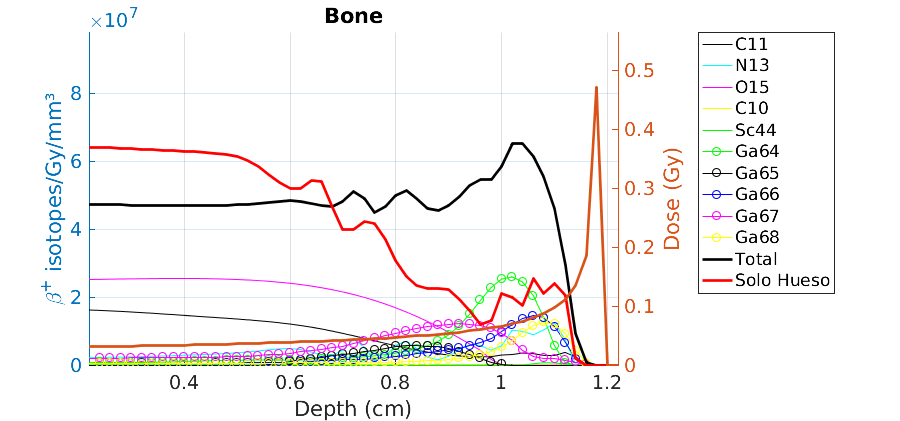 Bone
×10⁷
8
6
4
2
0
β⁺ isotopes/Gy/mm³
0.4
0.6
0.8
1
1.2
Depth (cm)
0.5
0.4
0.3
0.2
0.1
0
Dose (Gy)
C11
N13
O15
C10
Sc44
Ga64
Ga65
Ga66
Ga67
Ga68
Total
Solo Hueso